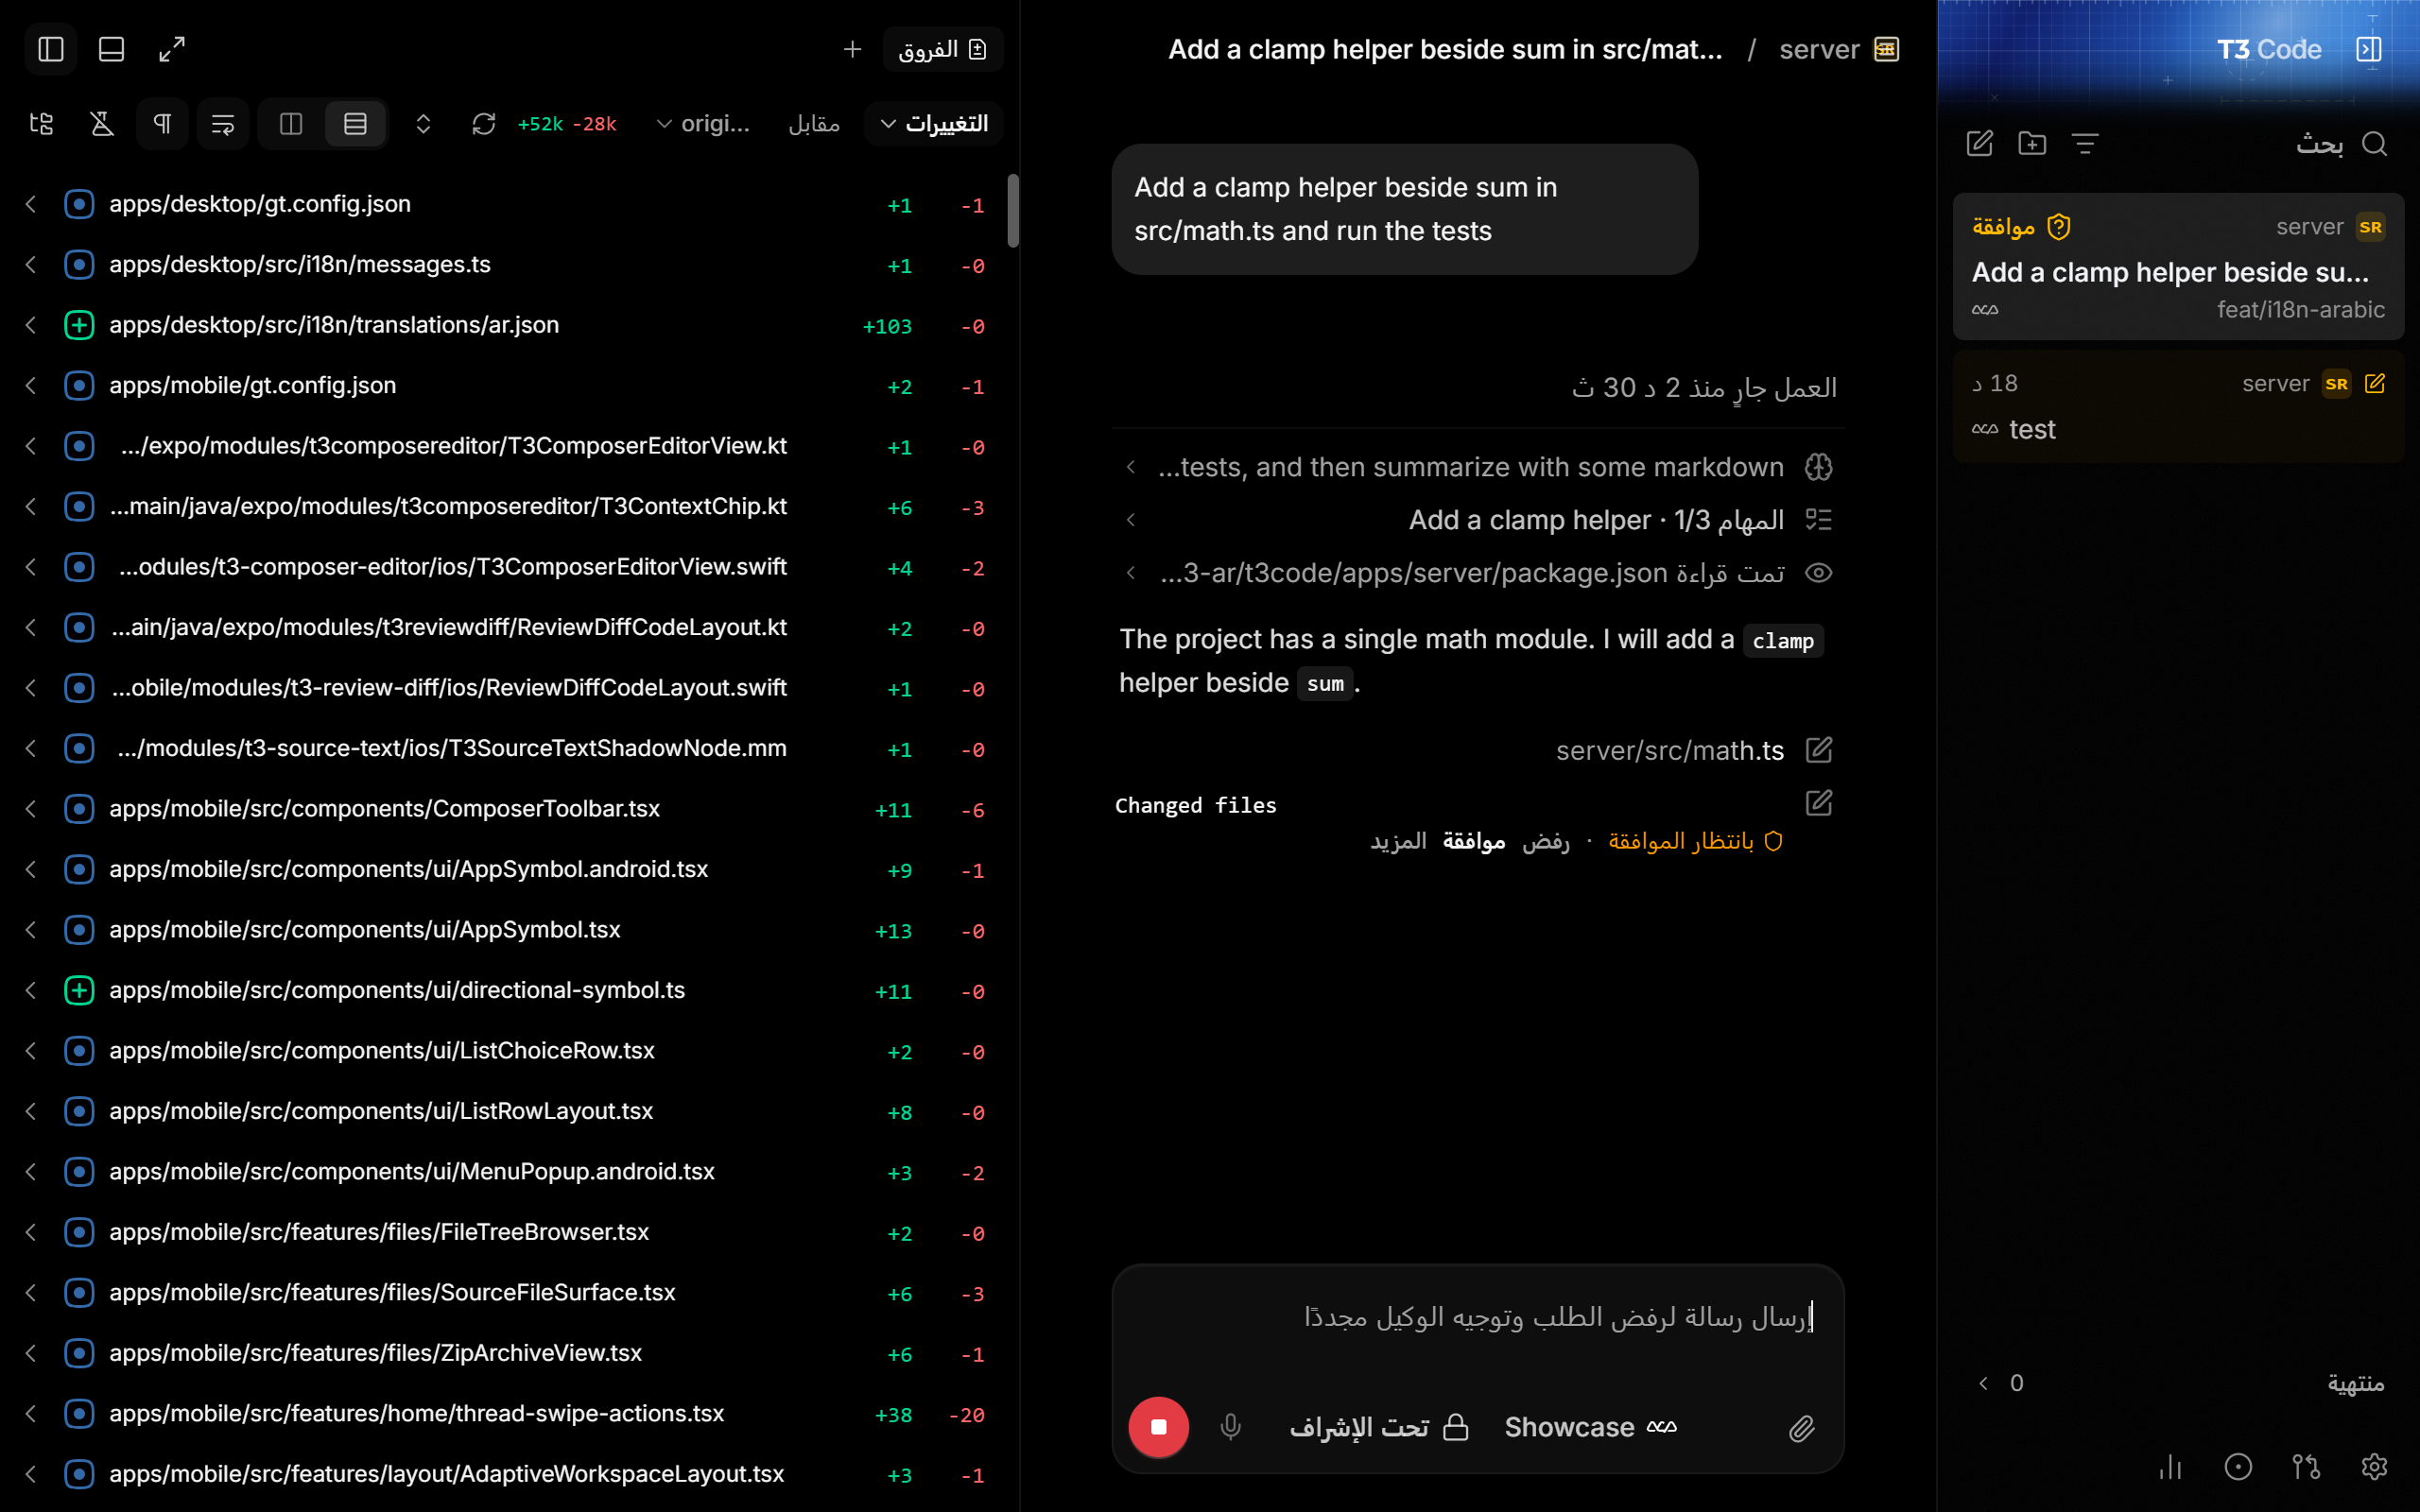 T3 Code
بحث
server SR موافقة
Add a clamp helper beside su...
feat/i18n-arabic
SR server 18 د
test
منتهية 0
server / Add a clamp helper beside sum in src/mat...
Add a clamp helper beside sum in
src/math.ts and run the tests
العمل جارٍ منذ 2 د 30 ث
...tests, and then summarize with some markdown
المهام 1/3 · Add a clamp helper
تمت قراءة ...3-ar/t3code/apps/server/package.json
The project has a single math module. I will add a clamp
helper beside sum.
server/src/math.ts
Changed files
بانتظار الموافقة · رفض موافقة المزيد
إرسال رسالة لرفض الطلب وتوجيه الوكيل مجددًا
Showcase تحت الإشراف
الفروق
التغييرات مقابل origi... +52k -28k
apps/desktop/gt.config.json +1 -1
apps/desktop/src/i18n/messages.ts +1 -0
apps/desktop/src/i18n/translations/ar.json +103 -0
apps/mobile/gt.config.json +2 -1
.../expo/modules/t3composereditor/T3ComposerEditorView.kt +1 -0
...main/java/expo/modules/t3composereditor/T3ContextChip.kt +6 -3
...odules/t3-composer-editor/ios/T3ComposerEditorView.swift +4 -2
...ain/java/expo/modules/t3reviewdiff/ReviewDiffCodeLayout.kt +2 -0
...obile/modules/t3-review-diff/ios/ReviewDiffCodeLayout.swift +1 -0
.../modules/t3-source-text/ios/T3SourceTextShadowNode.mm +1 -0
apps/mobile/src/components/ComposerToolbar.tsx +11 -6
apps/mobile/src/components/ui/AppSymbol.android.tsx +9 -1
apps/mobile/src/components/ui/AppSymbol.tsx +13 -0
apps/mobile/src/components/ui/directional-symbol.ts +11 -0
apps/mobile/src/components/ui/ListChoiceRow.tsx +2 -0
apps/mobile/src/components/ui/ListRowLayout.tsx +8 -0
apps/mobile/src/components/ui/MenuPopup.android.tsx +3 -2
apps/mobile/src/features/files/FileTreeBrowser.tsx +2 -0
apps/mobile/src/features/files/SourceFileSurface.tsx +6 -3
apps/mobile/src/features/files/ZipArchiveView.tsx +6 -1
apps/mobile/src/features/home/thread-swipe-actions.tsx +38 -20
apps/mobile/src/features/layout/AdaptiveWorkspaceLayout.tsx +3 -1